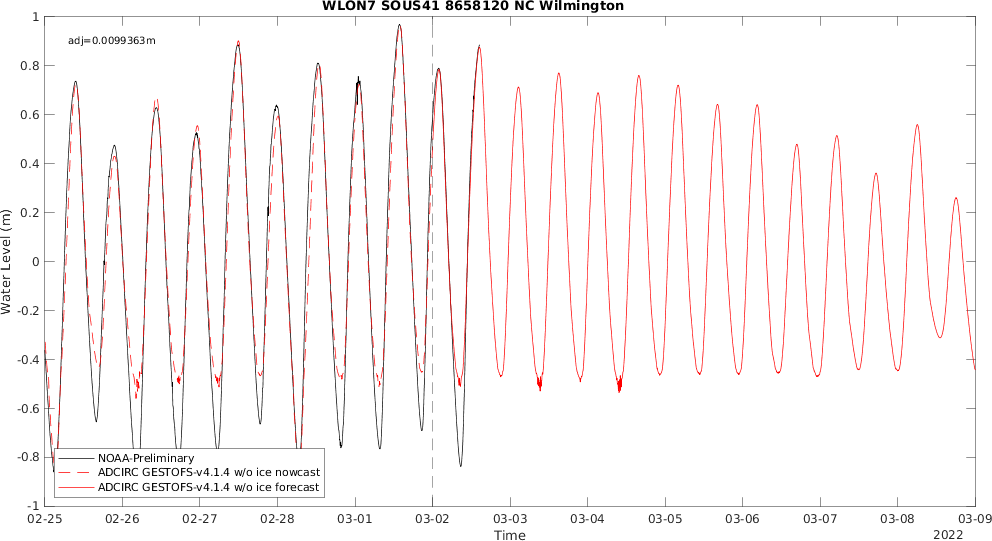 WLON7 SOUS41 8658120 NC Wilmington
adj=0.0099363m
1
0.8
0.6
0.4
0.2
0
-0.2
-0.4
-0.6
-0.8
-1
Water Level (m)
NOAA-Preliminary
ADCIRC GESTOFS-v4.1.4 w/o ice nowcast
ADCIRC GESTOFS-v4.1.4 w/o ice forecast
02-25 02-26 02-27 02-28 03-01 03-02 03-03 03-04 03-05 03-06 03-07 03-08 03-09
Time
2022